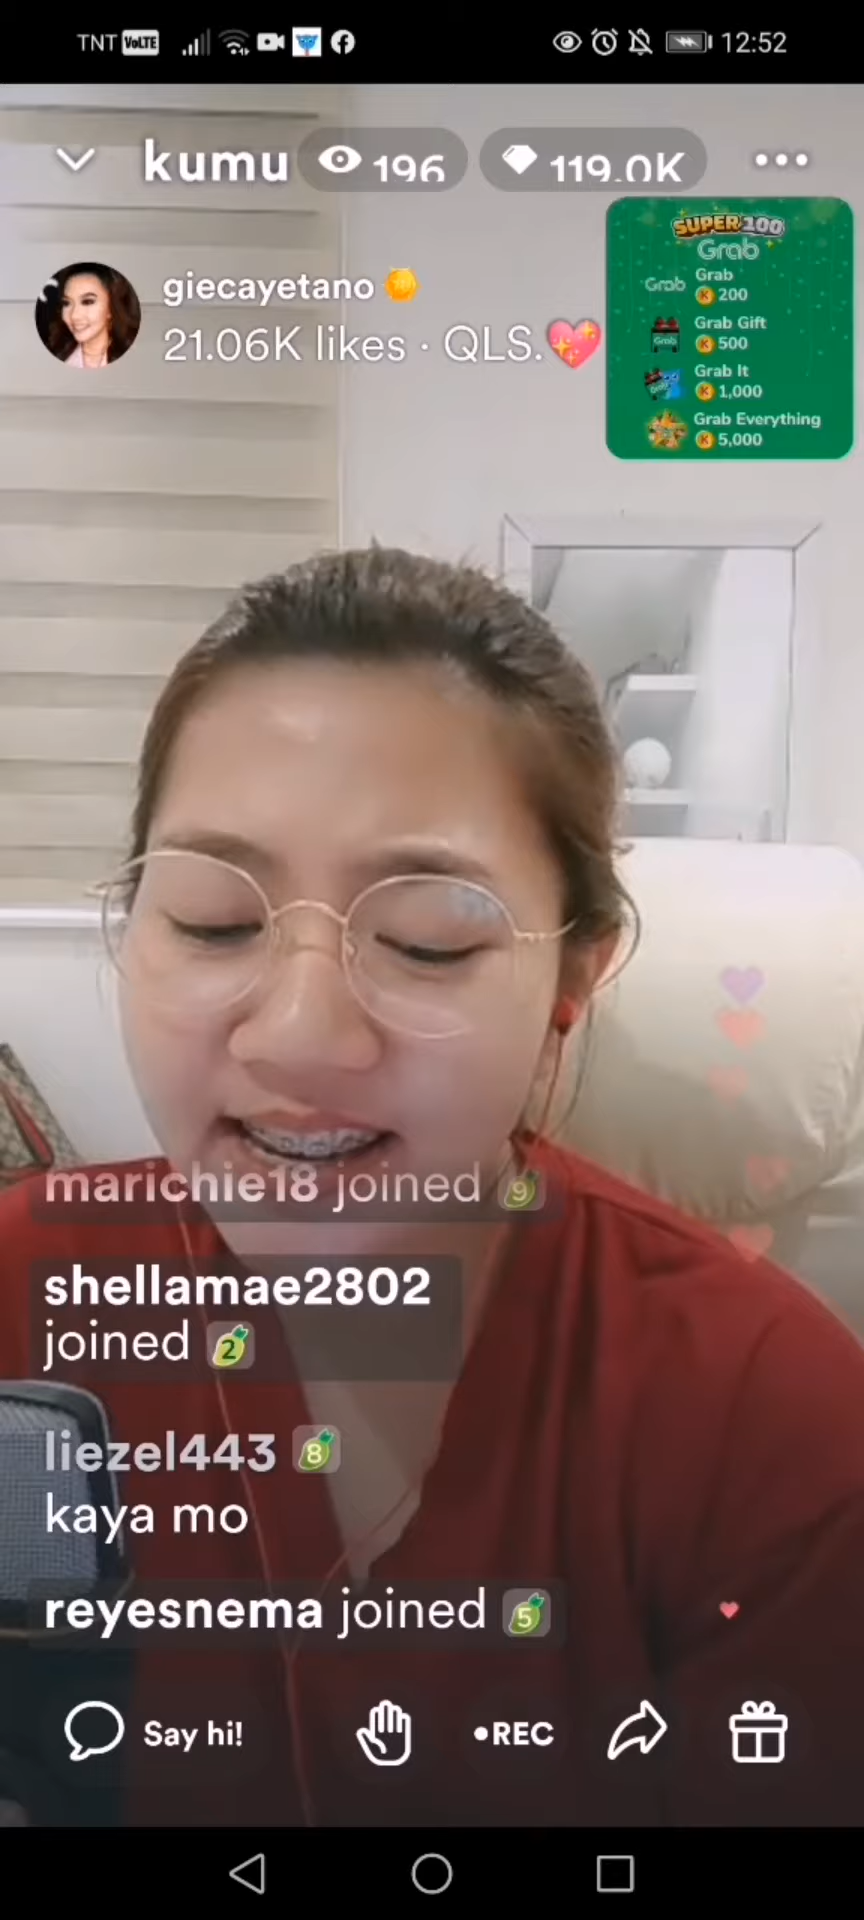 TNT VoLTE 12:52
kumu 196 119.0K
SUPER 100
Grab
Grab Grab
200
Grab Gift
Grab 500
Grab It
1,000
Grab Everything
5,000
giecayetano
21.06K likes · QLS.
marichie18 joined 9
shellamae2802
joined 2
liezel443 8
kaya mo
reyesnema joined 5
Say hi! •REC